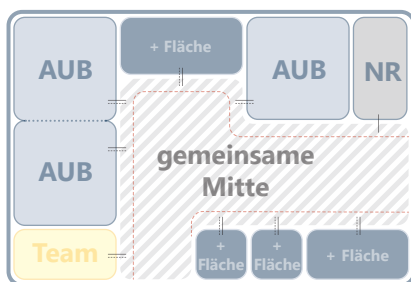 + Fläche
AUB
AUB
NR
gemeinsame
Mitte
AUB
Team
+
Fläche
+
Fläche
+ Fläche